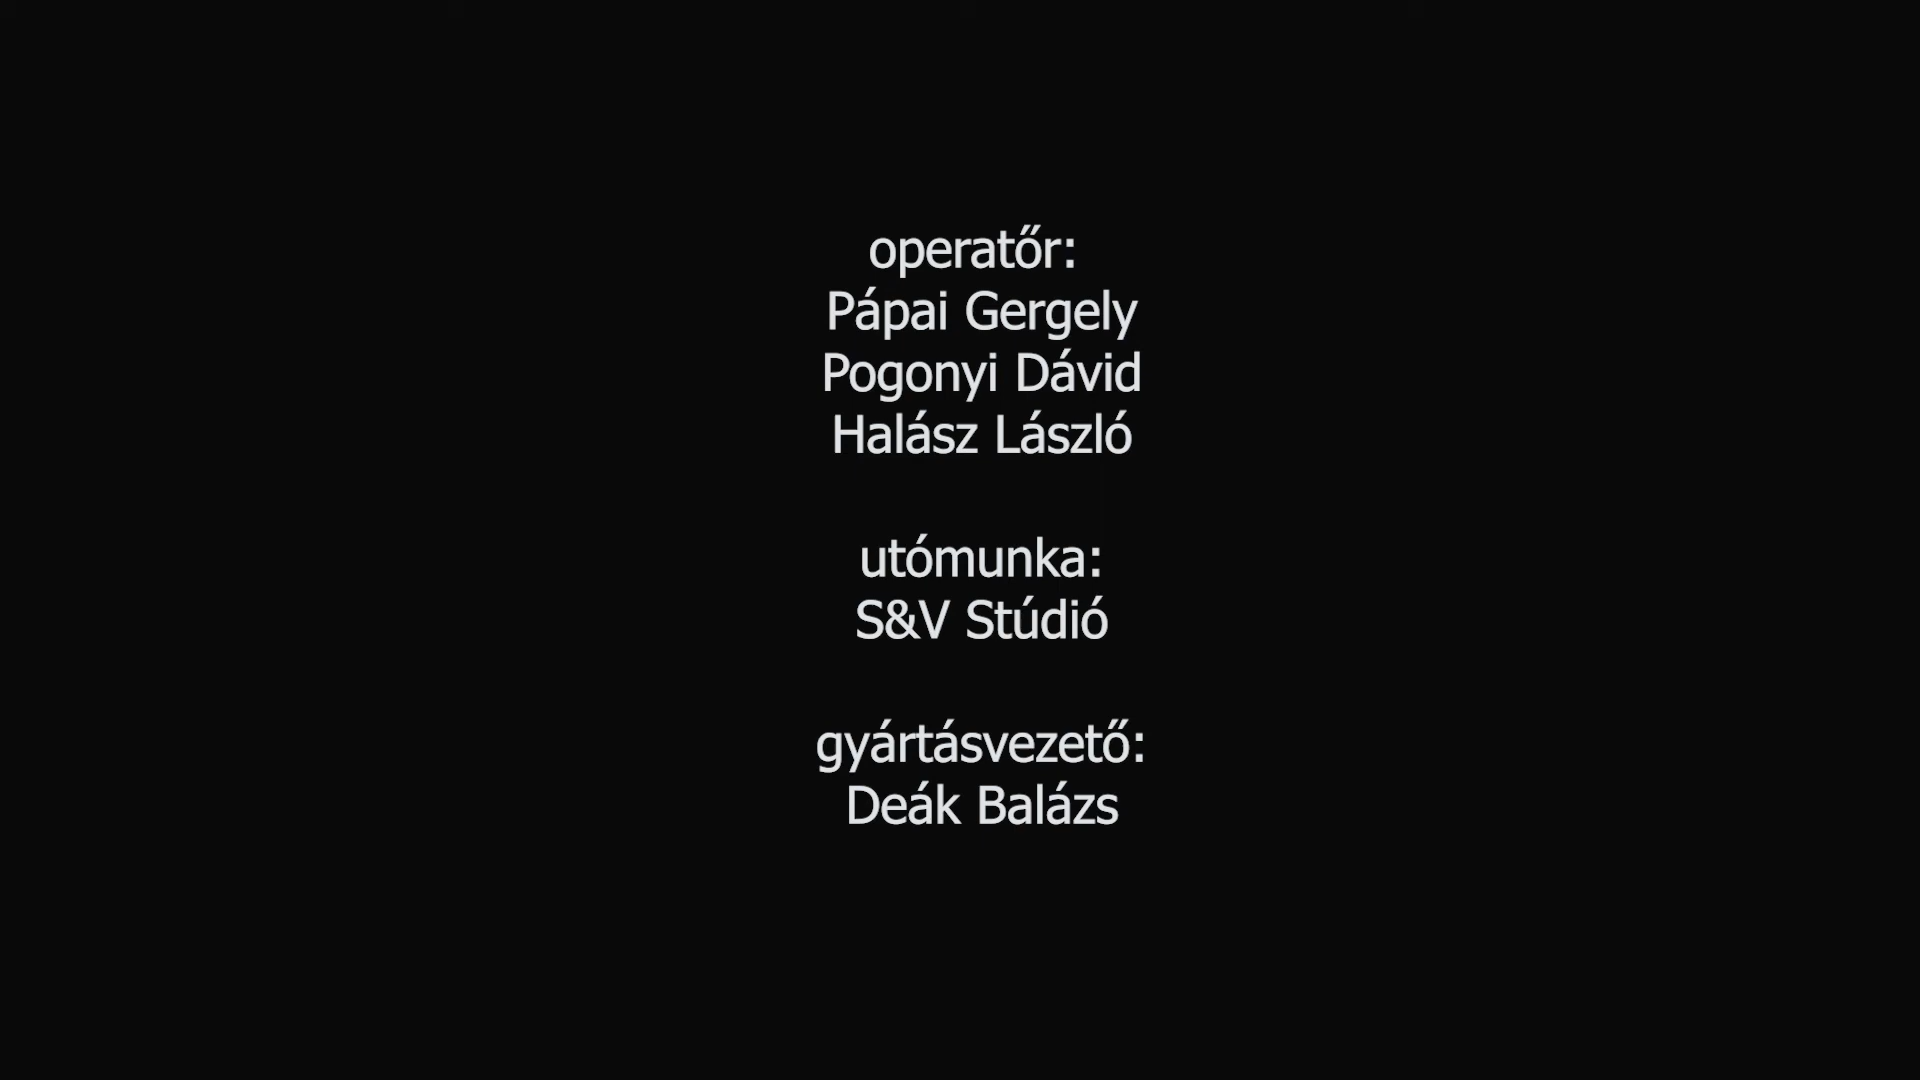 operatőr:
Pápai Gergely
Pogonyi Dávid
Halász László
utómunka:
S&V Stúdió
gyártásvezető:
Deák Balázs